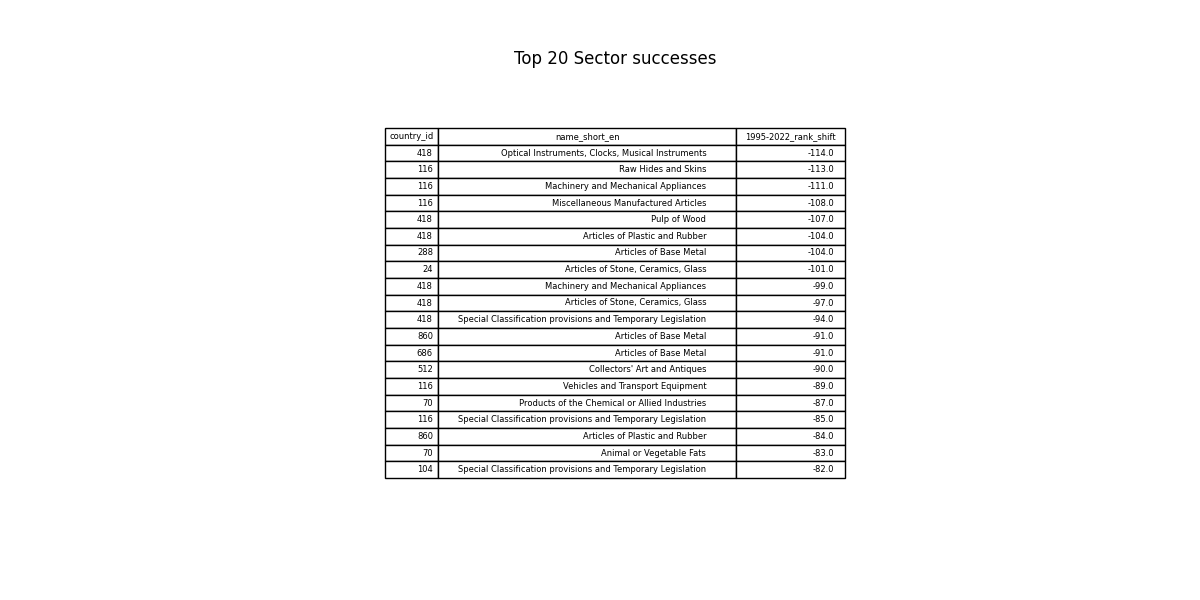 Top 20 Sector successes
country_id name_short_en 1995-2022_rank_shift
418 Optical Instruments, Clocks, Musical Instruments -114.0
116 Raw Hides and Skins -113.0
116 Machinery and Mechanical Appliances -111.0
116 Miscellaneous Manufactured Articles -108.0
418 Pulp of Wood -107.0
418 Articles of Plastic and Rubber -104.0
288 Articles of Base Metal -104.0
24 Articles of Stone, Ceramics, Glass -101.0
418 Machinery and Mechanical Appliances -99.0
418 Articles of Stone, Ceramics, Glass -97.0
418 Special Classification provisions and Temporary Legislation -94.0
860 Articles of Base Metal -91.0
686 Articles of Base Metal -91.0
512 Collectors' Art and Antiques -90.0
116 Vehicles and Transport Equipment -89.0
70 Products of the Chemical or Allied Industries -87.0
116 Special Classification provisions and Temporary Legislation -85.0
860 Articles of Plastic and Rubber -84.0
70 Animal or Vegetable Fats -83.0
104 Special Classification provisions and Temporary Legislation -82.0